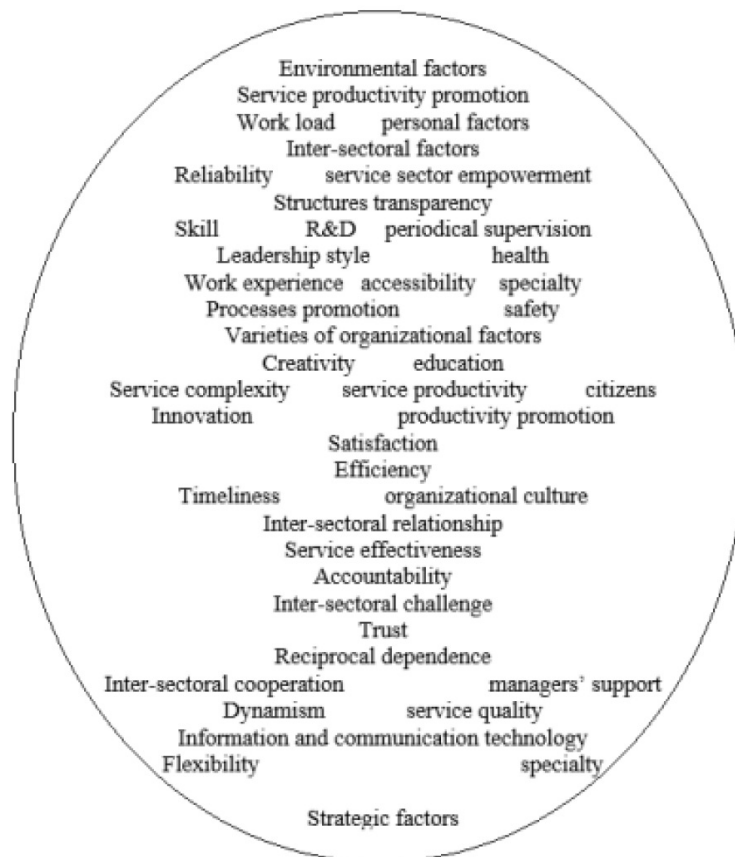 Environmental factors
Service productivity promotion
Work load personal factors
Inter-sectoral factors
Reliability service sector empowerment
Structures transparency
Skill R&D periodical supervision
Leadership style health
Work experience accessibility specialty
Processes promotion safety
Varieties of organizational factors
Creativity education
Service complexity service productivity citizens
Innovation productivity promotion
Satisfaction
Efficiency
Timeliness organizational culture
Inter-sectoral relationship
Service effectiveness
Accountability
Inter-sectoral challenge
Trust
Reciprocal dependence
Inter-sectoral cooperation managers’ support
Dynamism service quality
Information and communication technology
Flexibility specialty
Strategic factors